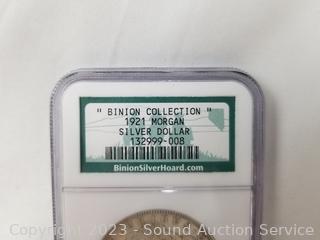 " BINION COLLECTION "
1921 MORGAN
SILVER DOLLAR
132999-008
BinionSilverHoard.com
Copyright 2023 - Sound Auction Service